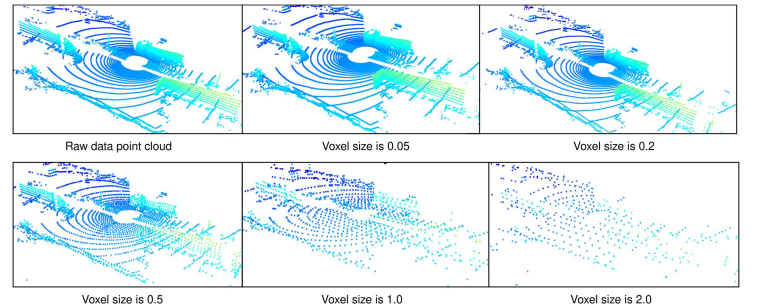 Raw data point cloud
Voxel size is 0.05
Voxel size is 0.2
Voxel size is 0.5
Voxel size is 1.0
Voxel size is 2.0